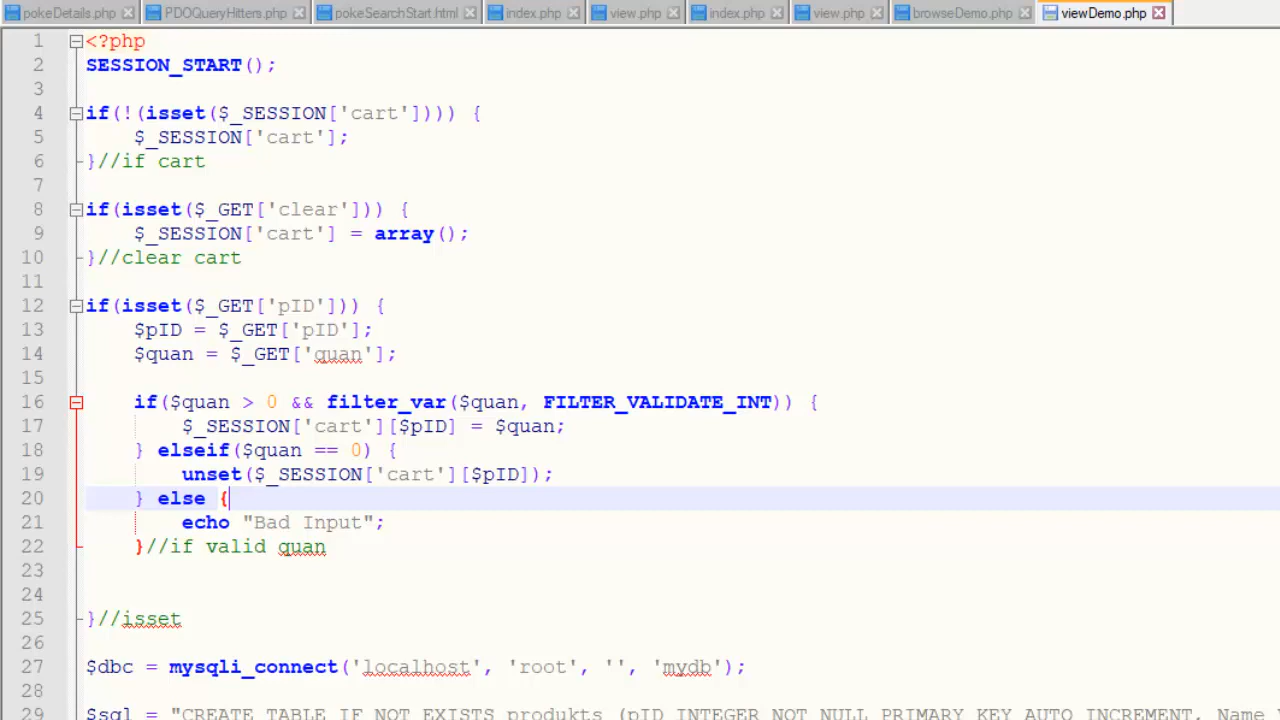 pokeDetails.php PDOQueryHitters.php pokeSearchStart.html index.php view.php index.php view.php browseDemo.php viewDemo.php
1 <?php
2 SESSION_START();
3
4 if(!(isset($_SESSION['cart']))) {
5 $_SESSION['cart'];
6 }//if cart
7
8 if(isset($_GET['clear'])) {
9 $_SESSION['cart'] = array();
10 }//clear cart
11
12 if(isset($_GET['pID'])) {
13 $pID = $_GET['pID'];
14 $quan = $_GET['quan'];
15
16 if($quan > 0 && filter_var($quan, FILTER_VALIDATE_INT)) {
17 $_SESSION['cart'][$pID] = $quan;
18 } elseif($quan == 0) {
19 unset($_SESSION['cart'][$pID]);
20 } else {
21 echo "Bad Input";
22 }//if valid quan
23
24
25 }//isset
26
27 $dbc = mysqli_connect('localhost', 'root', '', 'mydb');
28
29 $sql = "CREATE TABLE IF NOT EXISTS produkts (pID INTEGER NOT NULL PRIMARY KEY AUTO_INCREMENT, Name